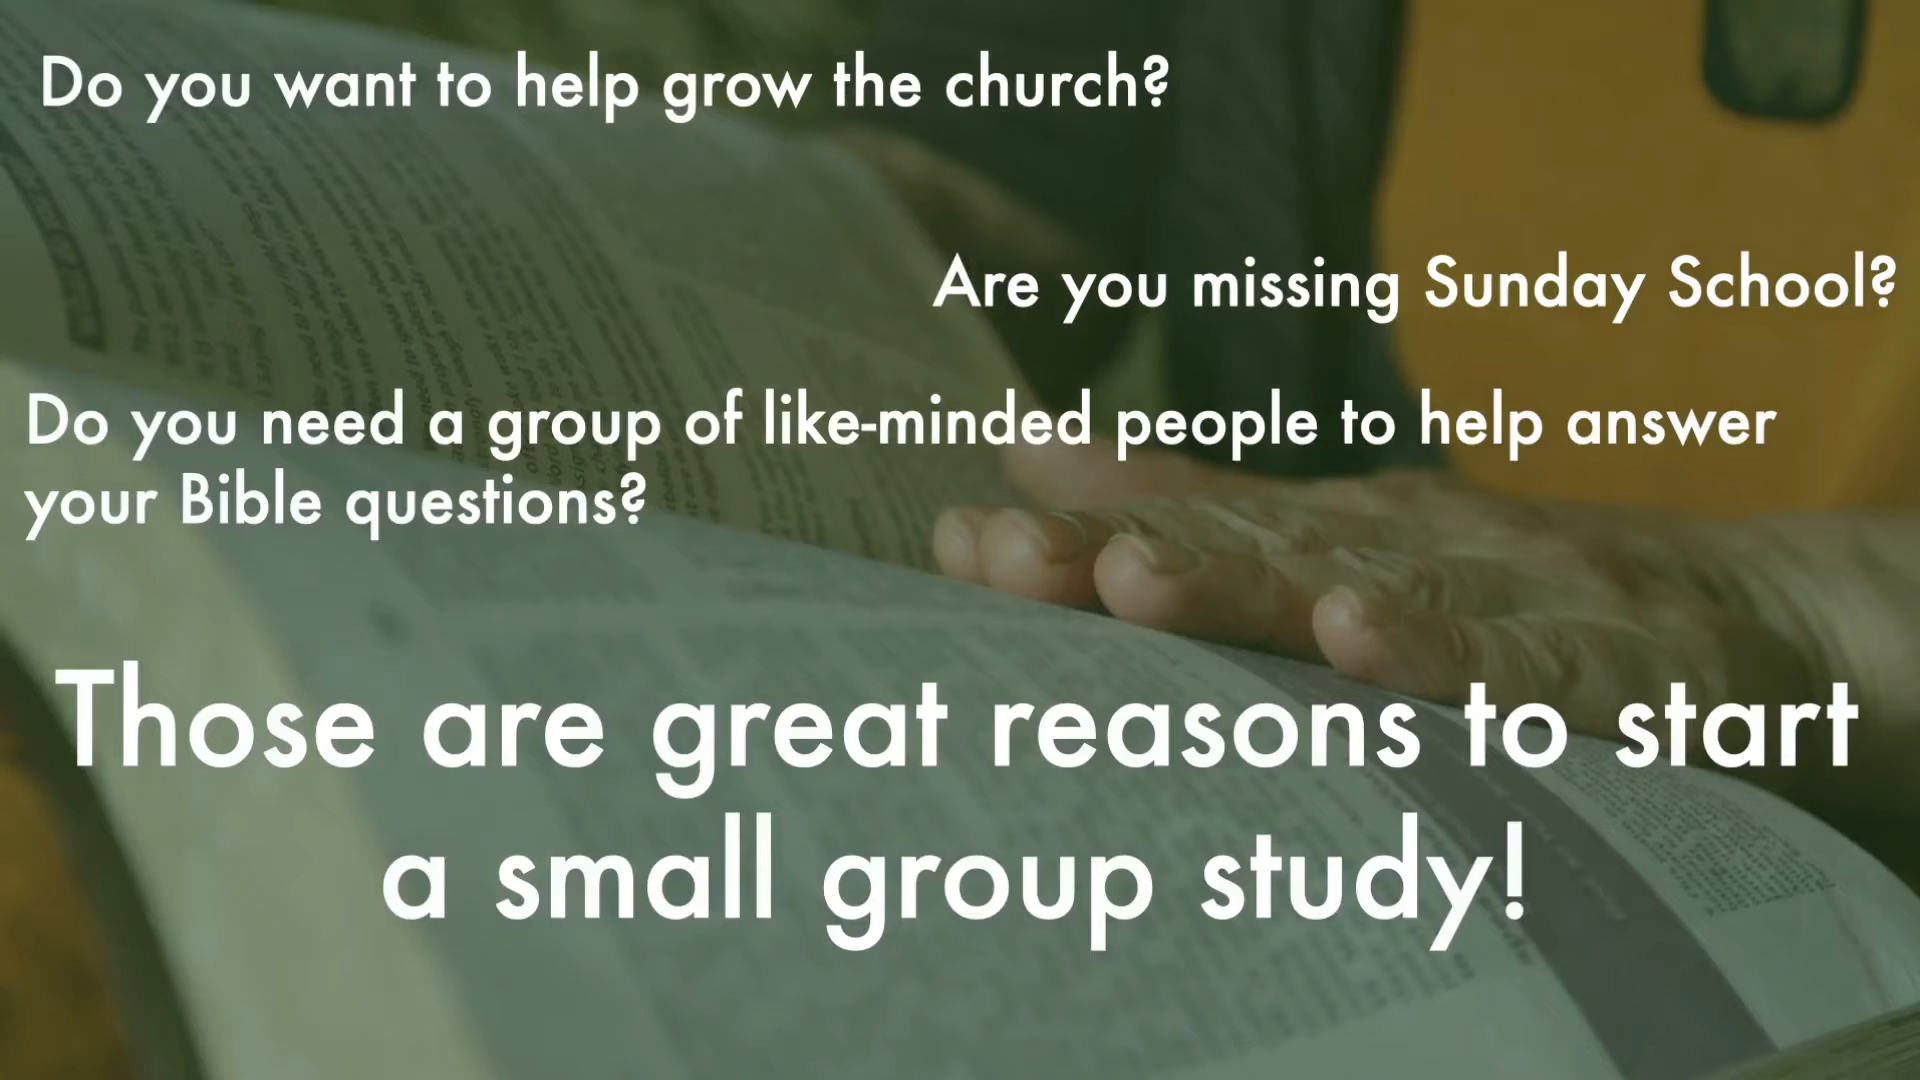 Do you want to help grow the church?
Are you missing Sunday School?
Do you need a group of like-minded people to help answer
your Bible questions?
Those are great reasons to start
a small group study!